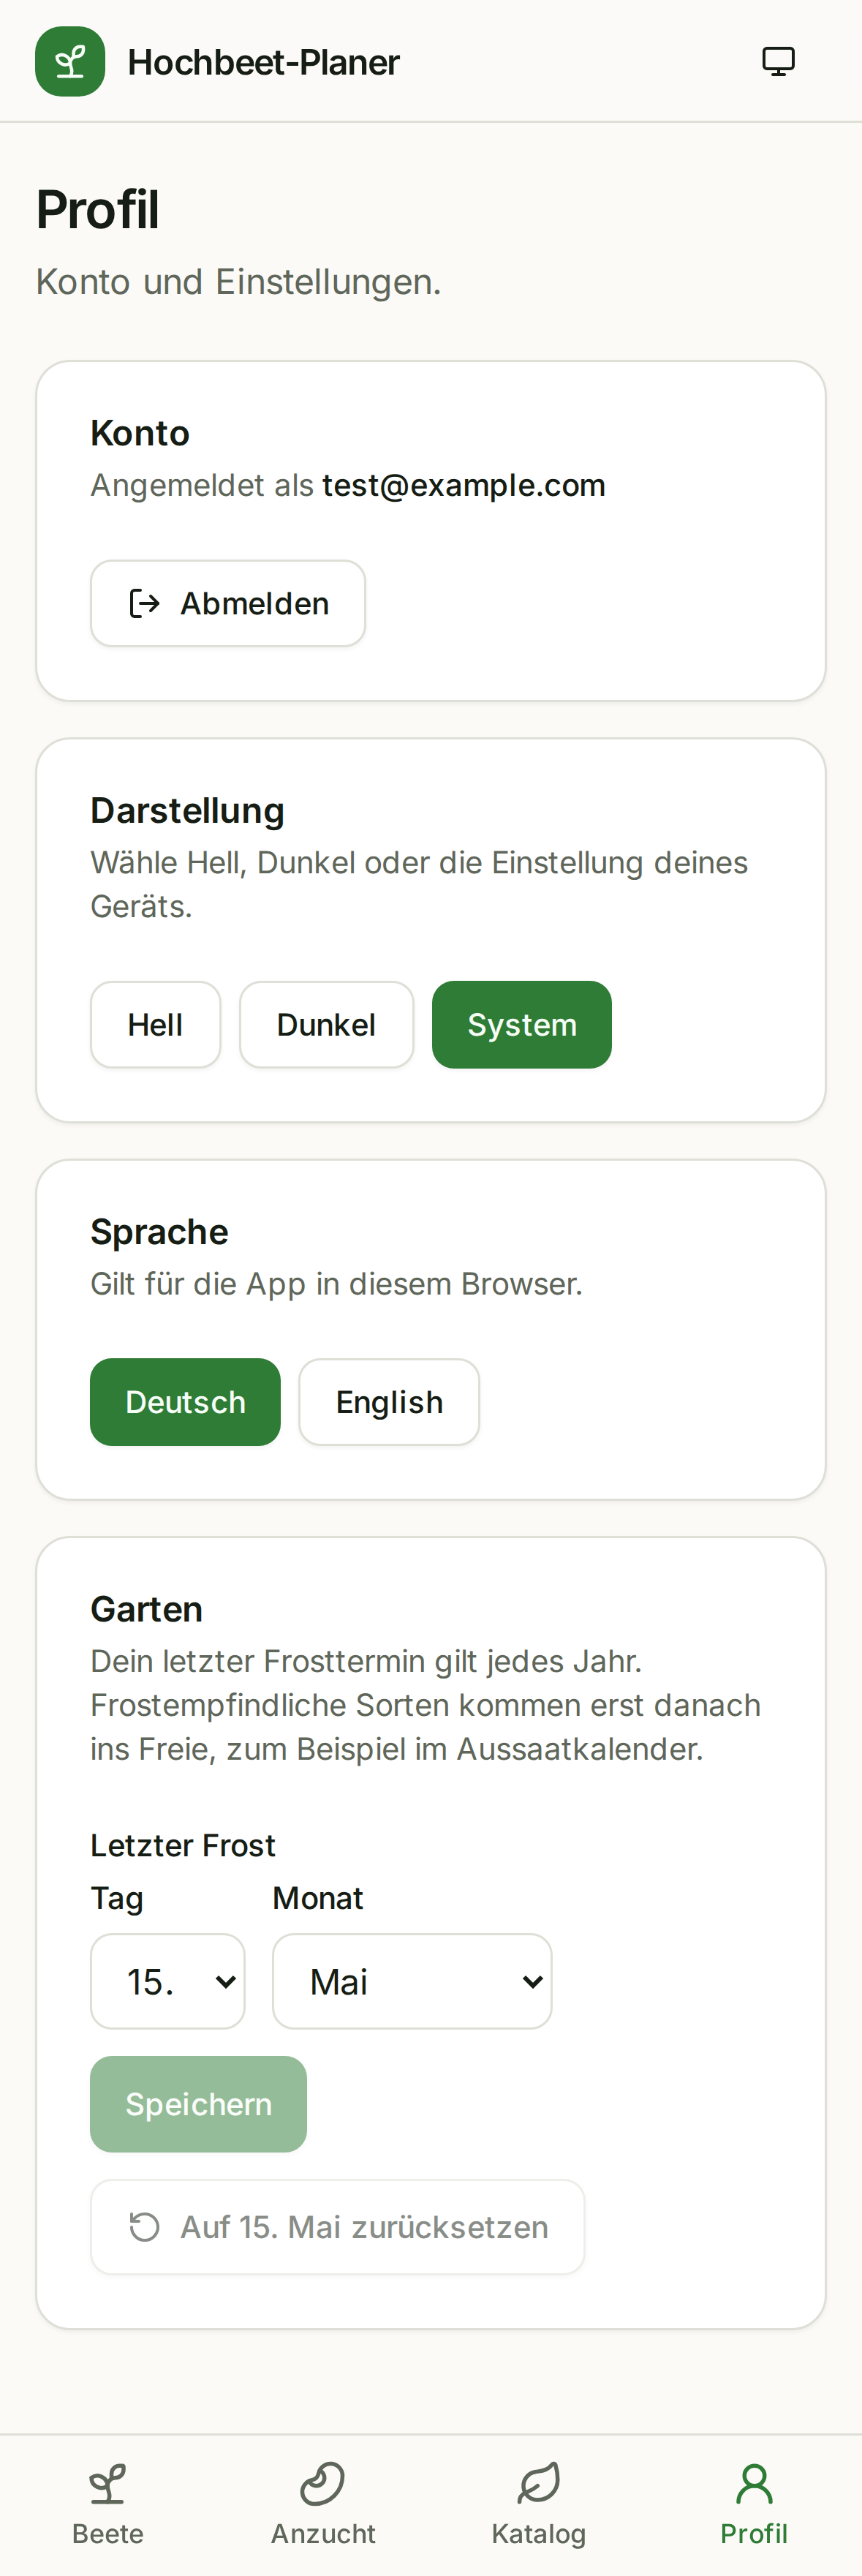 Hochbeet-Planer
Profil
Konto und Einstellungen.
Konto
Angemeldet als test@example.com
Abmelden
Darstellung
Wähle Hell, Dunkel oder die Einstellung deines
Geräts.
Hell Dunkel System
Sprache
Gilt für die App in diesem Browser.
Deutsch English
Garten
Dein letzter Frosttermin gilt jedes Jahr.
Frostempfindliche Sorten kommen erst danach
ins Freie, zum Beispiel im Aussaatkalender.
Letzter Frost
Tag Monat
15. Mai
Speichern
Auf 15. Mai zurücksetzen
Beete Anzucht Katalog Profil